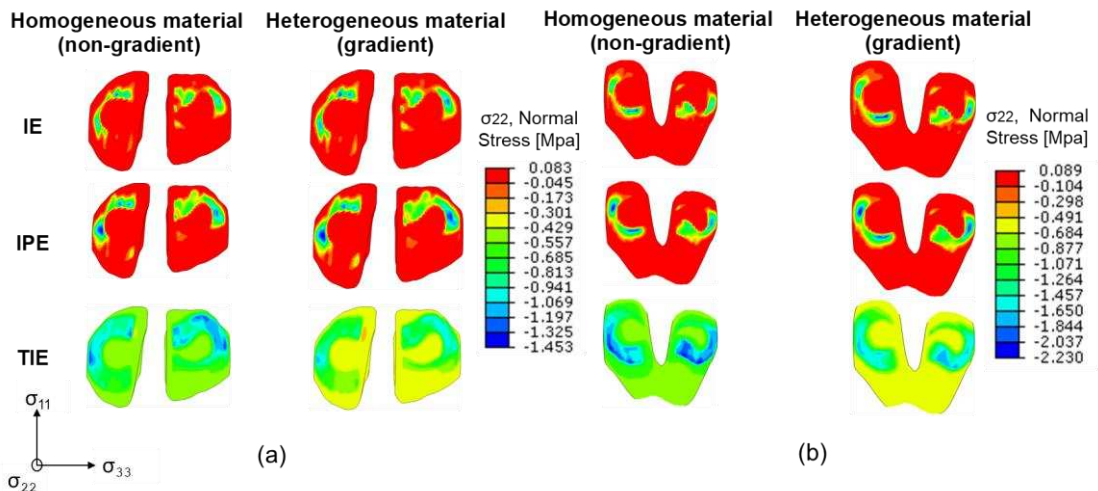 Homogeneous material
(non-gradient)
Heterogeneous material
(gradient)
Homogeneous material
(non-gradient)
Heterogeneous material
(gradient)
IE
IPE
TIE
σ22, Normal
Stress [Mpa]
0.083
-0.045
-0.173
-0.301
-0.429
-0.557
-0.685
-0.813
-0.941
-1.069
-1.197
-1.325
-1.453
σ22, Normal
Stress [Mpa]
0.089
-0.104
-0.298
-0.491
-0.684
-0.877
-1.071
-1.264
-1.457
-1.650
-1.844
-2.037
-2.230
σ11
σ33
σ22
(a)
(b)